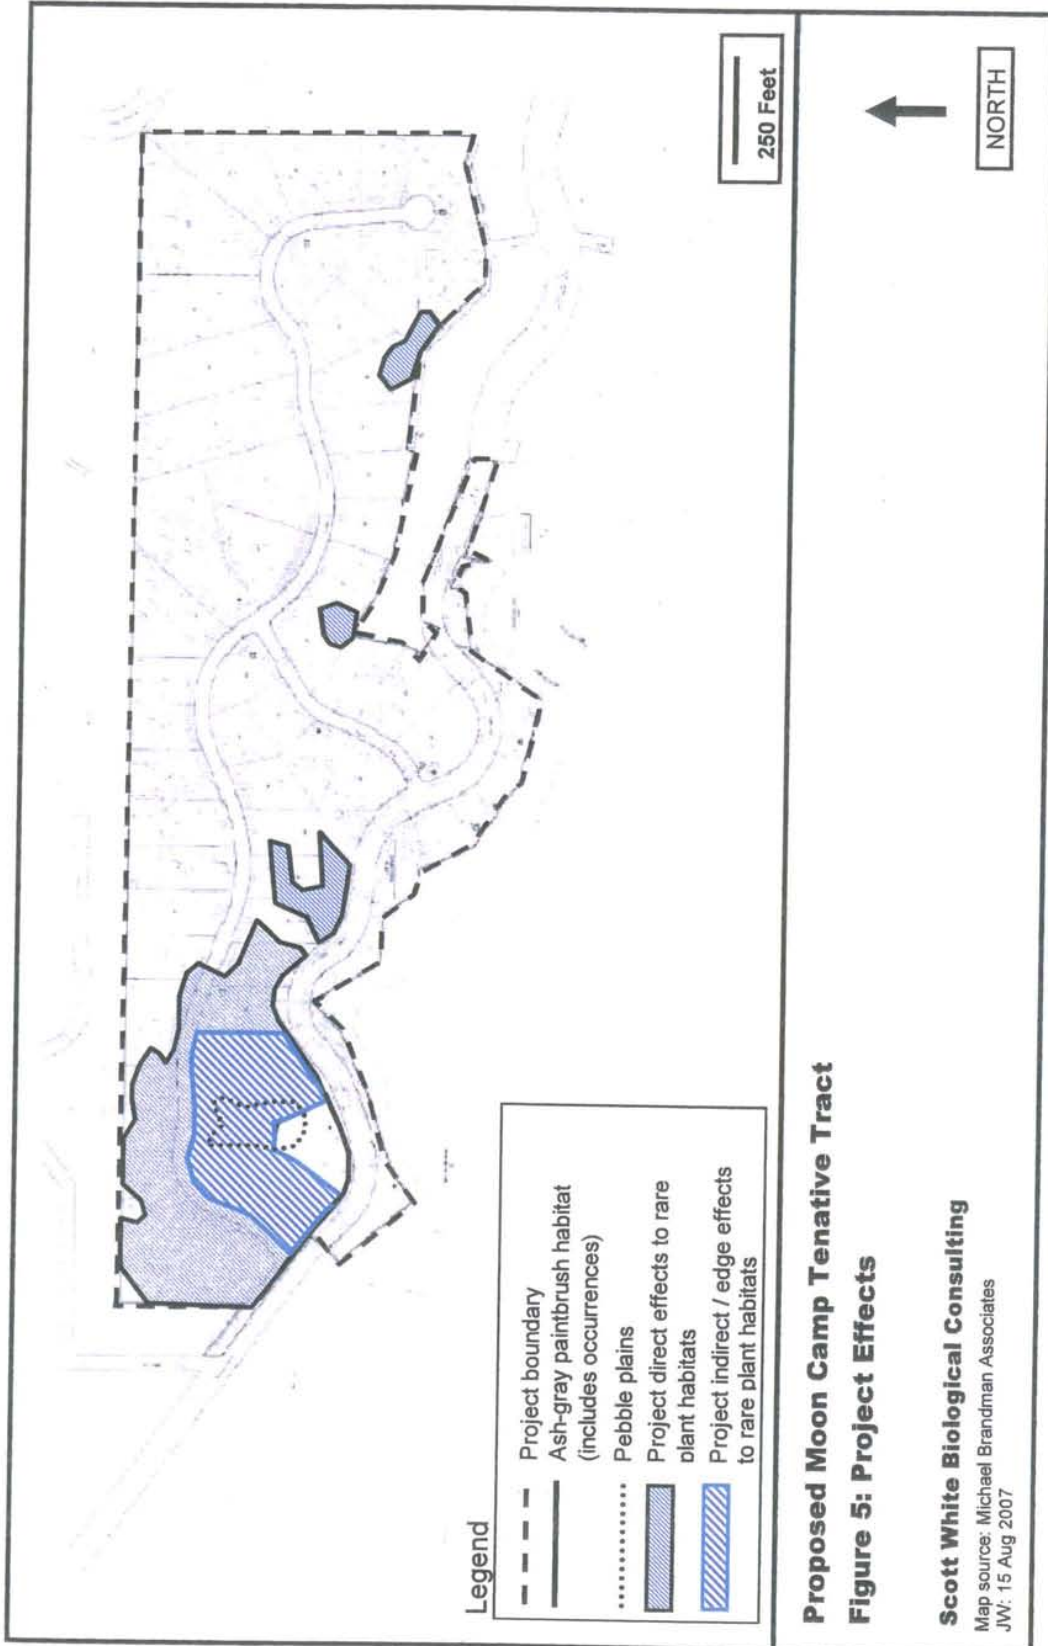 250 Feet
Legend
Project boundary
Ash-gray paintbrush habitat
(includes occurrences)
Pebble plains
Project direct effects to rare
plant habitats
Project indirect / edge effects
to rare plant habitats
Proposed Moon Camp Tenative Tract
Figure 5: Project Effects
NORTH
Scott White Biological Consulting
Map source: Michael Brandman Associates
JW: 15 Aug 2007